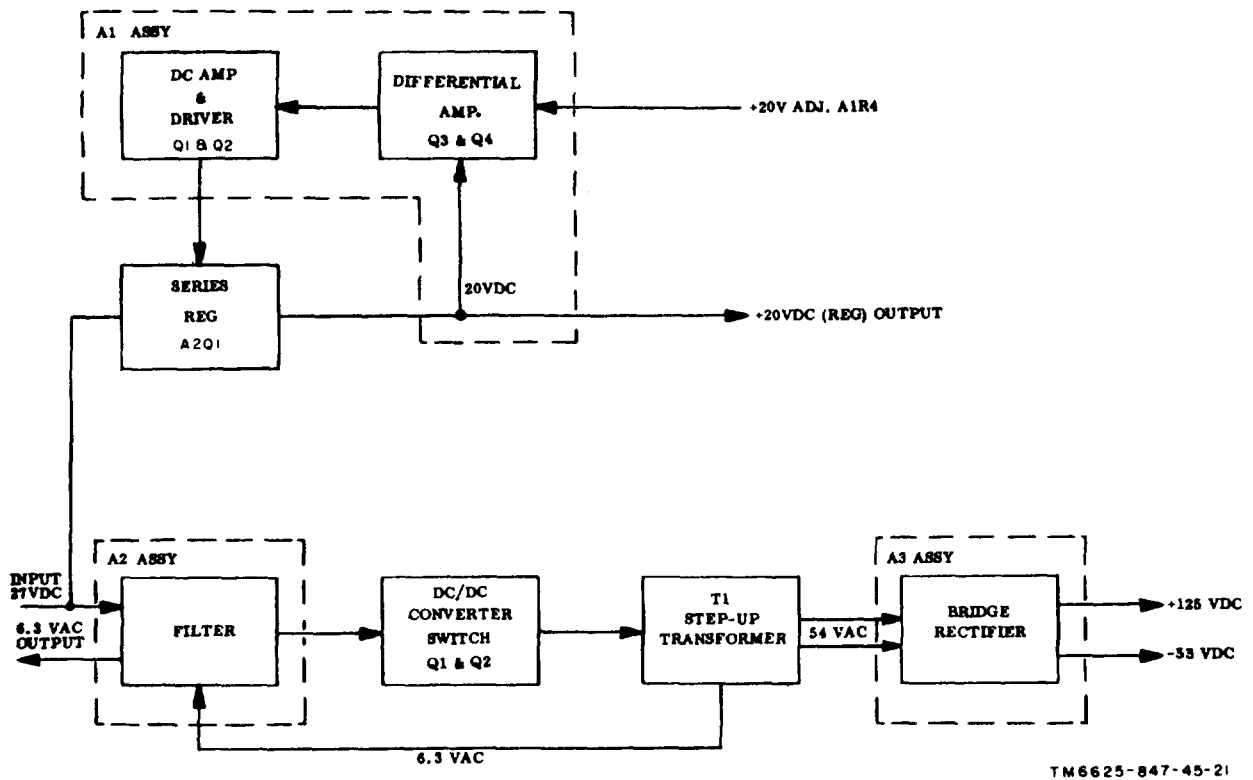 A1 ASSY
DC AMP
&
DRIVER
Q1 & Q2
DIFFERENTIAL
AMP.
Q3 & Q4
+20V ADJ. A1R4
SERIES
REG
A2Q1
20VDC
+20VDC (REG) OUTPUT
INPUT
27VDC
6.3 VAC
OUTPUT
A2 ASSY
FILTER
DC/DC
CONVERTER
SWITCH
Q1 & Q2
T1
STEP-UP
TRANSFORMER
54 VAC
A3 ASSY
BRIDGE
RECTIFIER
+125 VDC
-53 VDC
6.3 VAC
TM6625-847-45-21